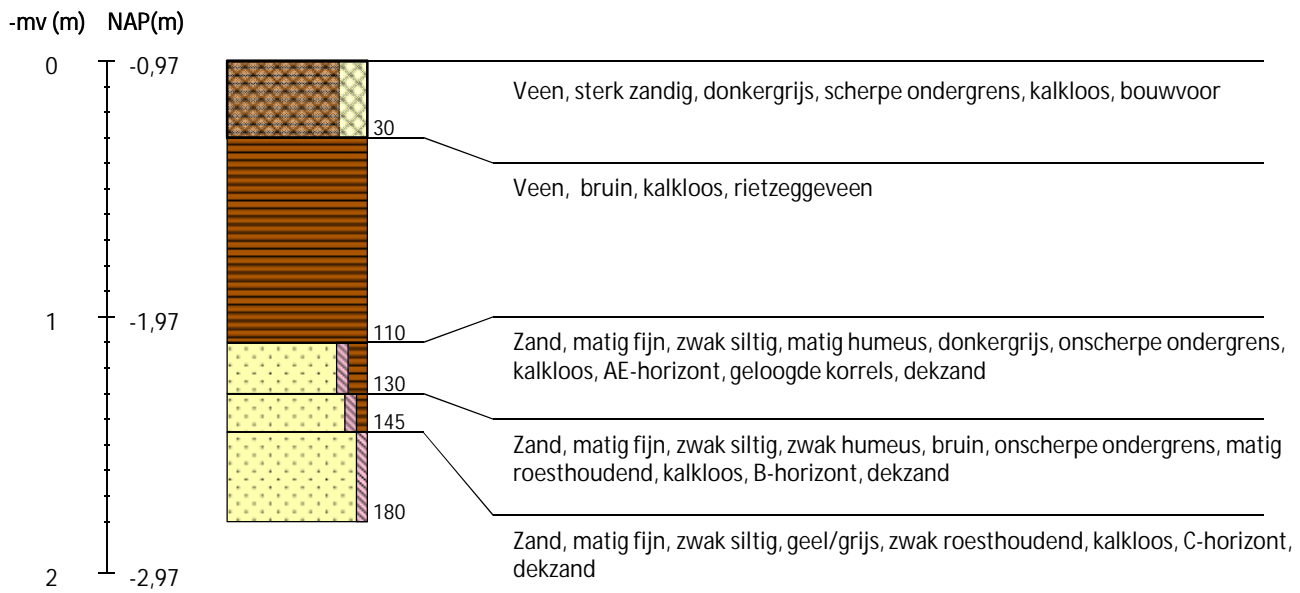 -mv (m) NAP(m)
0 -0,97
Veen, sterk zandig, donkergrijs, scherpe ondergrens, kalkloos, bouwvoor
30
Veen, bruin, kalkloos, rietzeggeveen
1 -1,97
110
Zand, matig fijn, zwak siltig, matig humeus, donkergrijs, onscherpe ondergrens,
kalkloos, AE-horizont, geloogde korrels, dekzand
130
145
Zand, matig fijn, zwak siltig, zwak humeus, bruin, onscherpe ondergrens, matig
roesthoudend, kalkloos, B-horizont, dekzand
180
Zand, matig fijn, zwak siltig, geel/grijs, zwak roesthoudend, kalkloos, C-horizont,
dekzand
2 -2,97